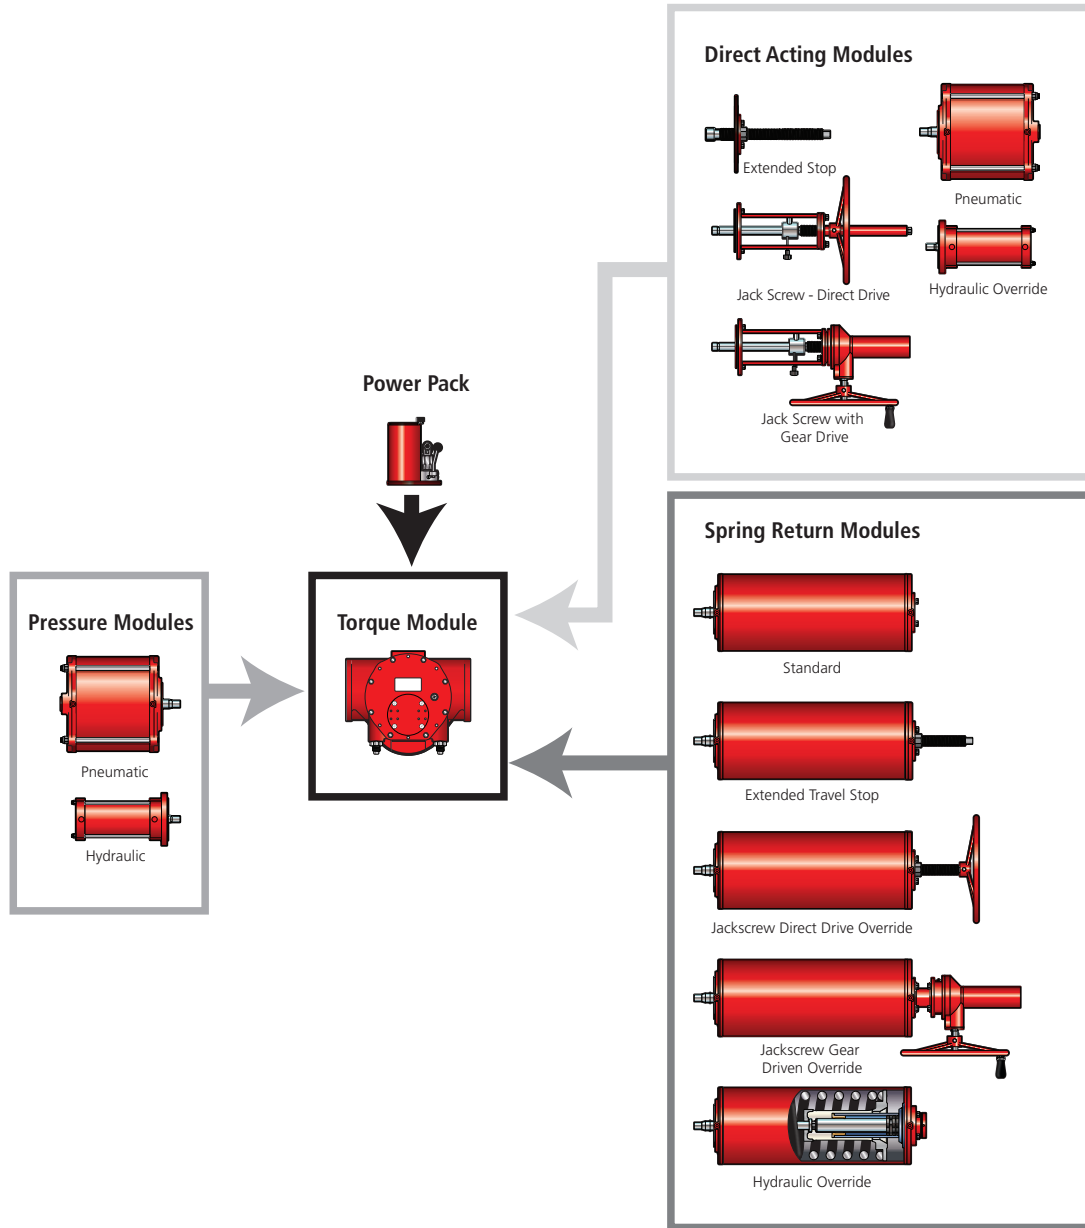 Direct Acting Modules
Extended Stop
Pneumatic
Jack Screw - Direct Drive
Hydraulic Override
Jack Screw with
Gear Drive
Power Pack
Spring Return Modules
Standard
Extended Travel Stop
Jackscrew Direct Drive Override
Jackscrew Gear
Driven Override
Hydraulic Override
Pressure Modules
Pneumatic
Hydraulic
Torque Module